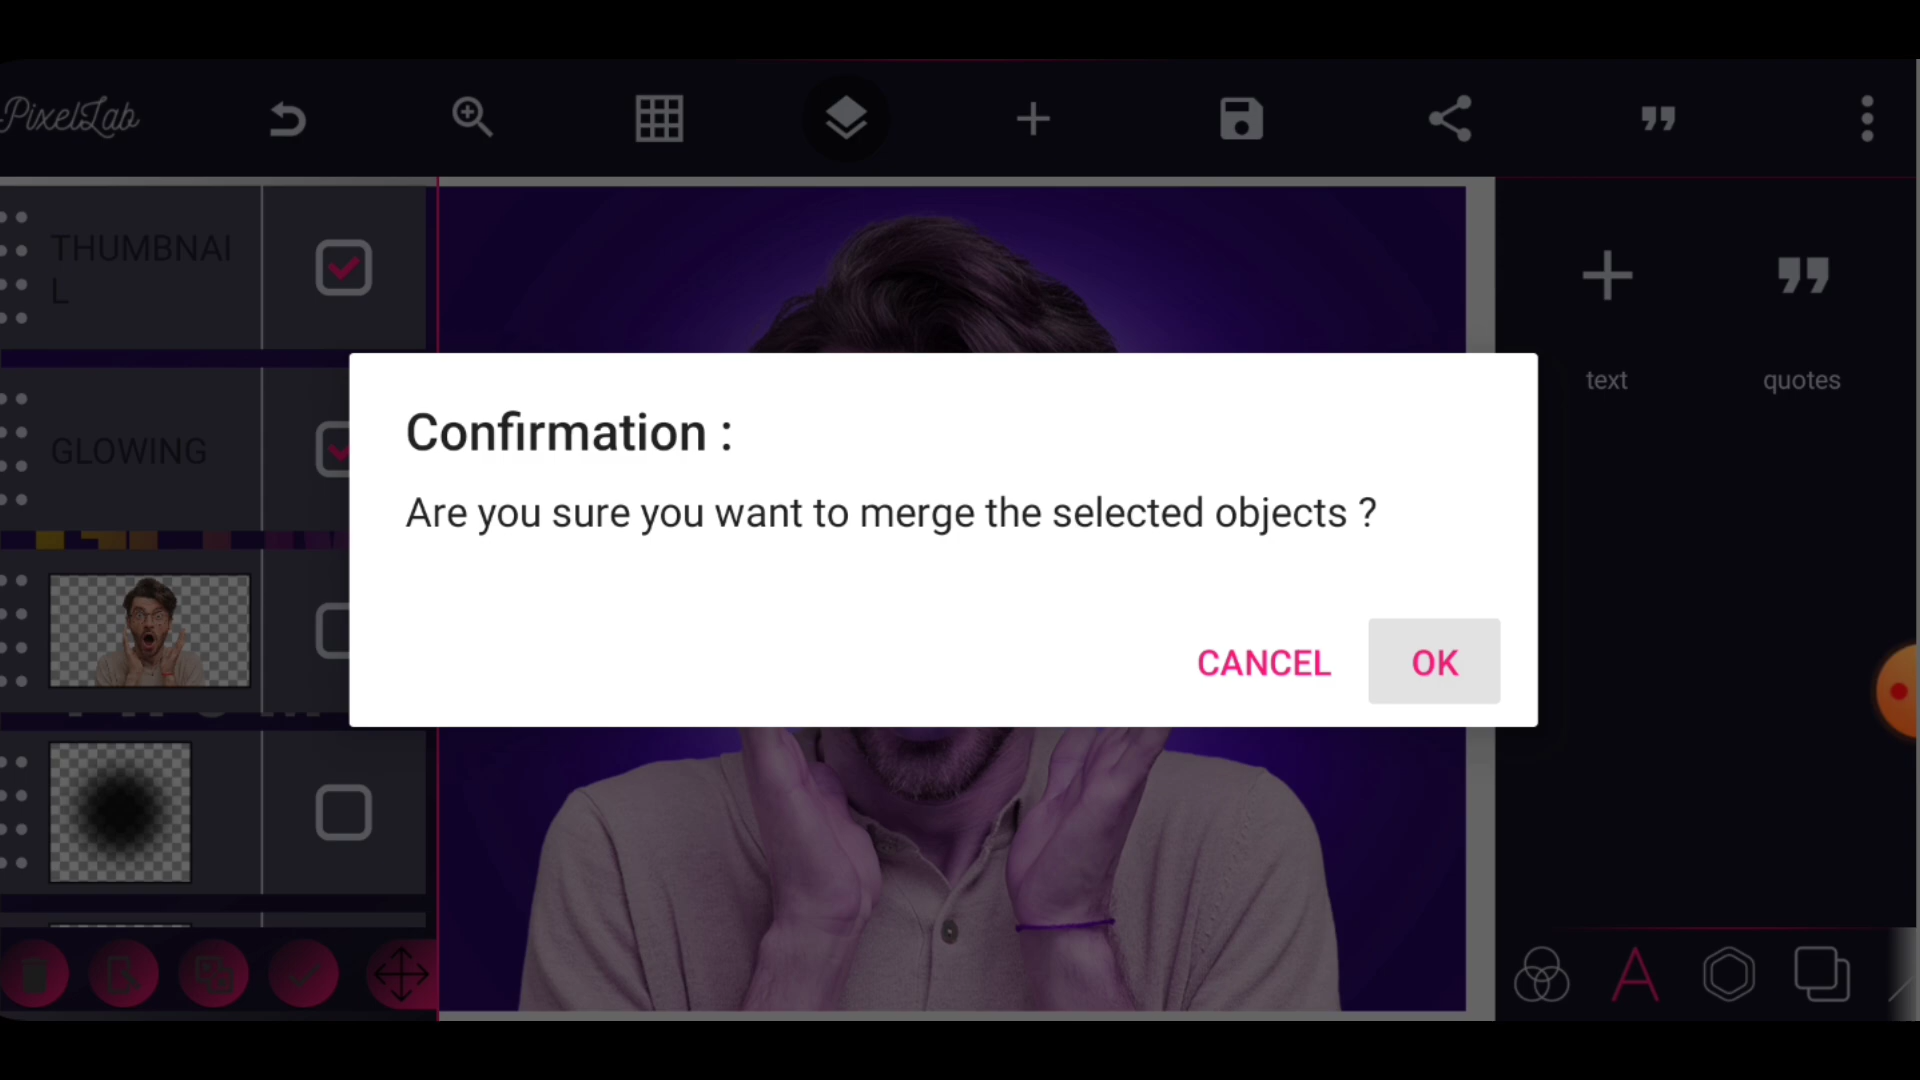 PixelLab
THUMBNAI
L
GLOWING
Confirmation :
Are you sure you want to merge the selected objects ?
CANCEL
OK
text
quotes